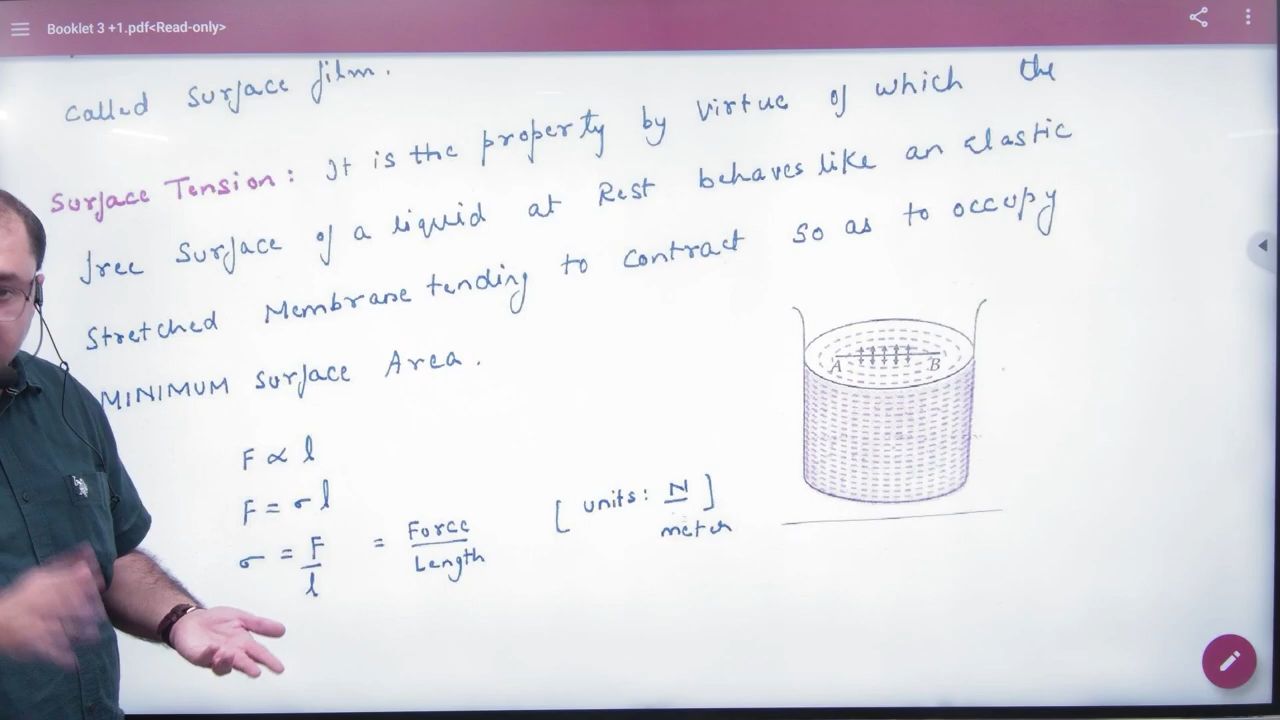 Booklet 3 +1.pdf<Read-only>
called surface film.
Surface Tension: It is the property by virtue of which the
free surface of a liquid at Rest behaves like an elastic
stretched Membrane tending to contract so as to occupy
MINIMUM surface Area.
A B
F ∝ l
F = σ l
σ = F/l = Force/Length [units: N/meter]